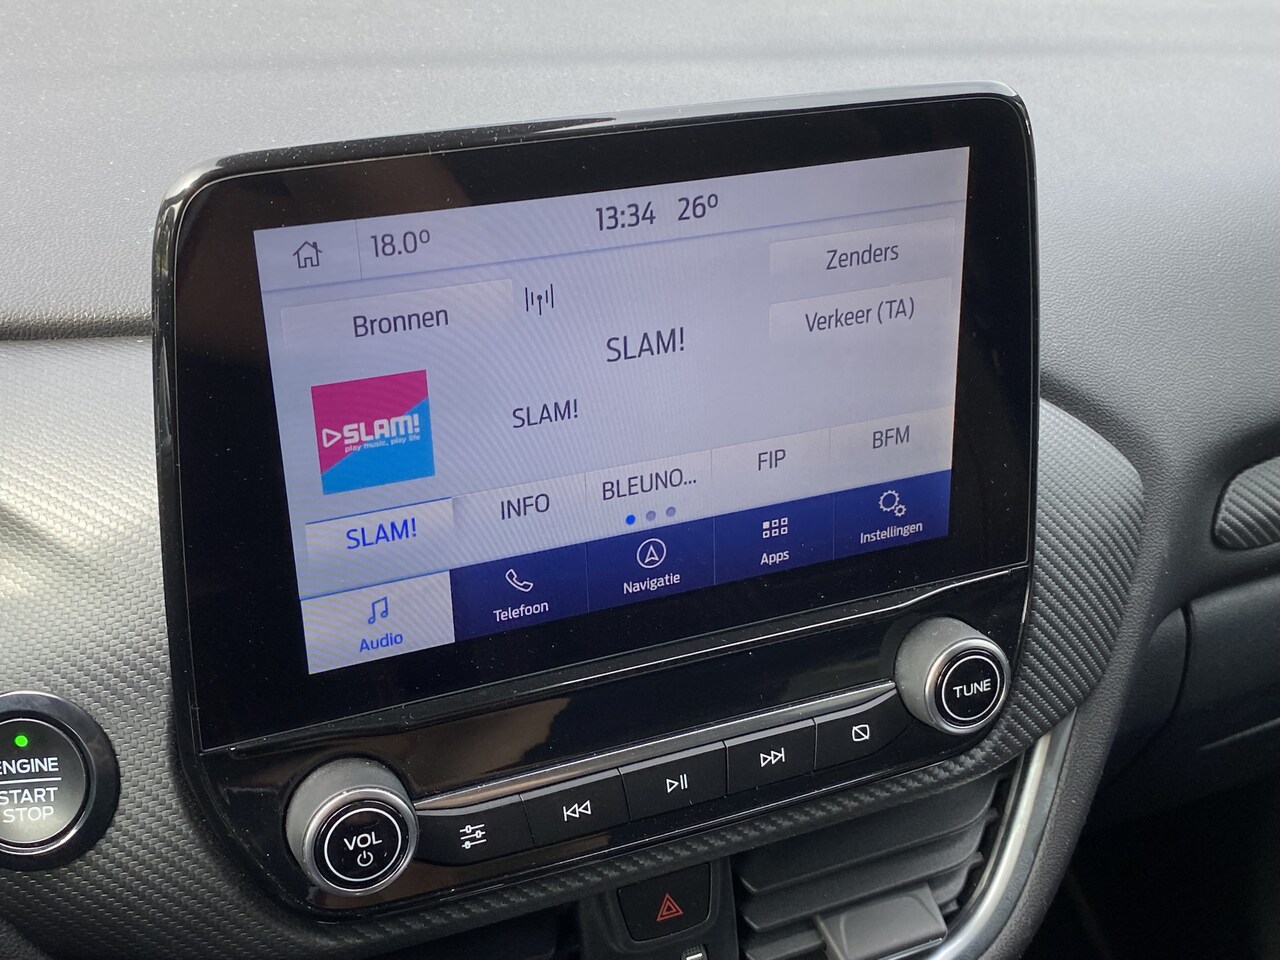 18.0°
13:34 26°
Bronnen
Zenders
Verkeer (TA)
SLAM!
SLAM!
SLAM!
play music, play life
SLAM!
INFO
BLEUNO...
FIP
BFM
Audio
Telefoon
Navigatie
Apps
Instellingen
ENGINE
START
STOP
VOL
TUNE